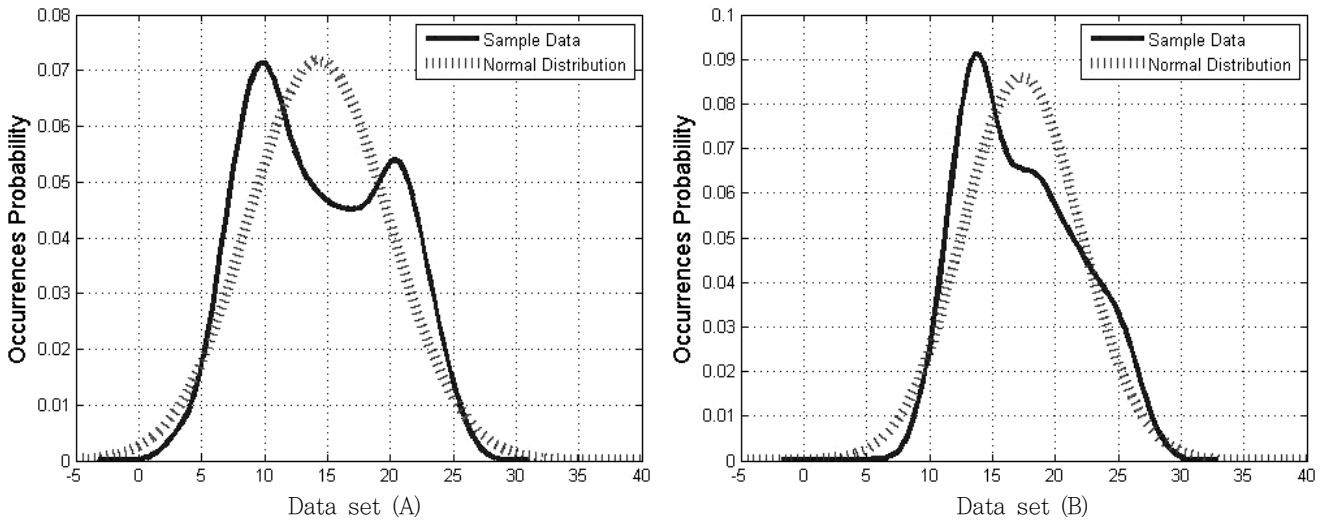 0.08
0.07
0.06
0.05
0.04
0.03
0.02
0.01
0
Occurrences Probability
Sample Data
Normal Distribution
-5 0 5 10 15 20 25 30 35 40
Data set (A)
0.1
0.09
0.08
0.07
0.06
0.05
0.04
0.03
0.02
0.01
0
Occurrences Probability
Sample Data
Normal Distribution
-5 0 5 10 15 20 25 30 35 40
Data set (B)